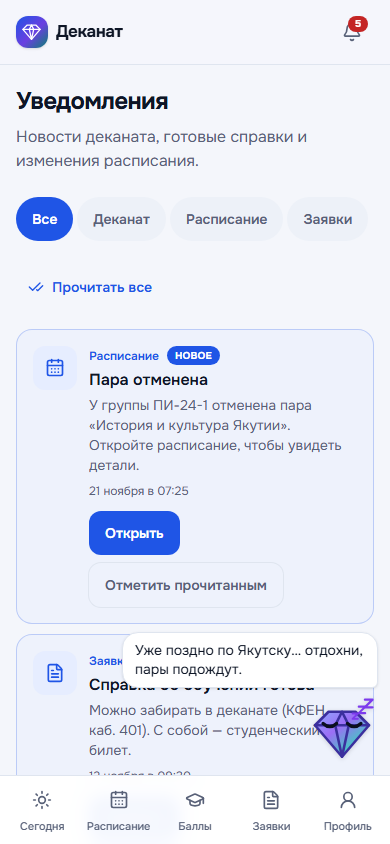 Деканат
5
Уведомления
Новости деканата, готовые справки и
изменения расписания.
Все
Деканат
Расписание
Заявки
Прочитать все
Расписание
НОВОЕ
Пара отменена
У группы ПИ-24-1 отменена пара
«История и культура Якутии».
Откройте расписание, чтобы увидеть
детали.
21 ноября в 07:25
Открыть
Отметить прочитанным
Уже поздно по Якутску... отдохни,
пары подождут.
Можно забирать в деканате (КФЕН,
каб. 401). С собой — студенческий
билет.
Сегодня
Расписание
Баллы
Заявки
Профиль